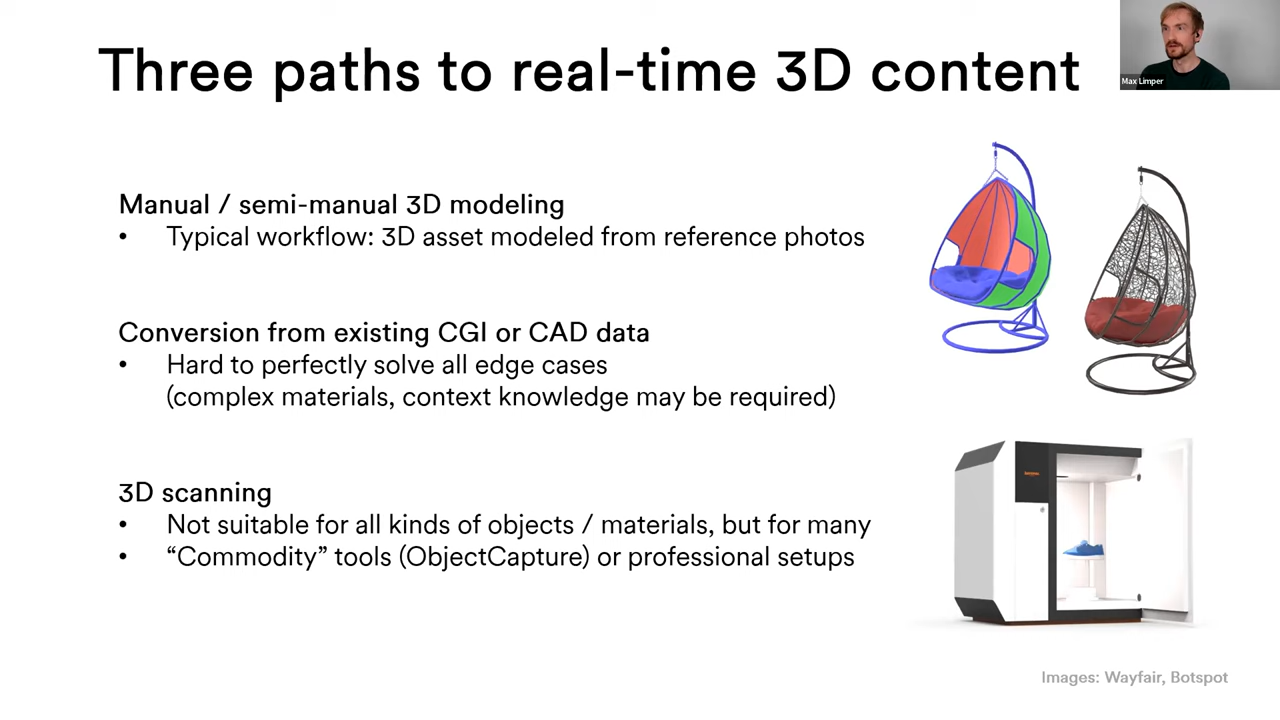 Three paths to real-time 3D content
Max Limper
Manual / semi-manual 3D modeling
• Typical workflow: 3D asset modeled from reference photos
Conversion from existing CGI or CAD data
• Hard to perfectly solve all edge cases
(complex materials, context knowledge may be required)
3D scanning
• Not suitable for all kinds of objects / materials, but for many
• “Commodity” tools (ObjectCapture) or professional setups
Images: Wayfair, Botspot